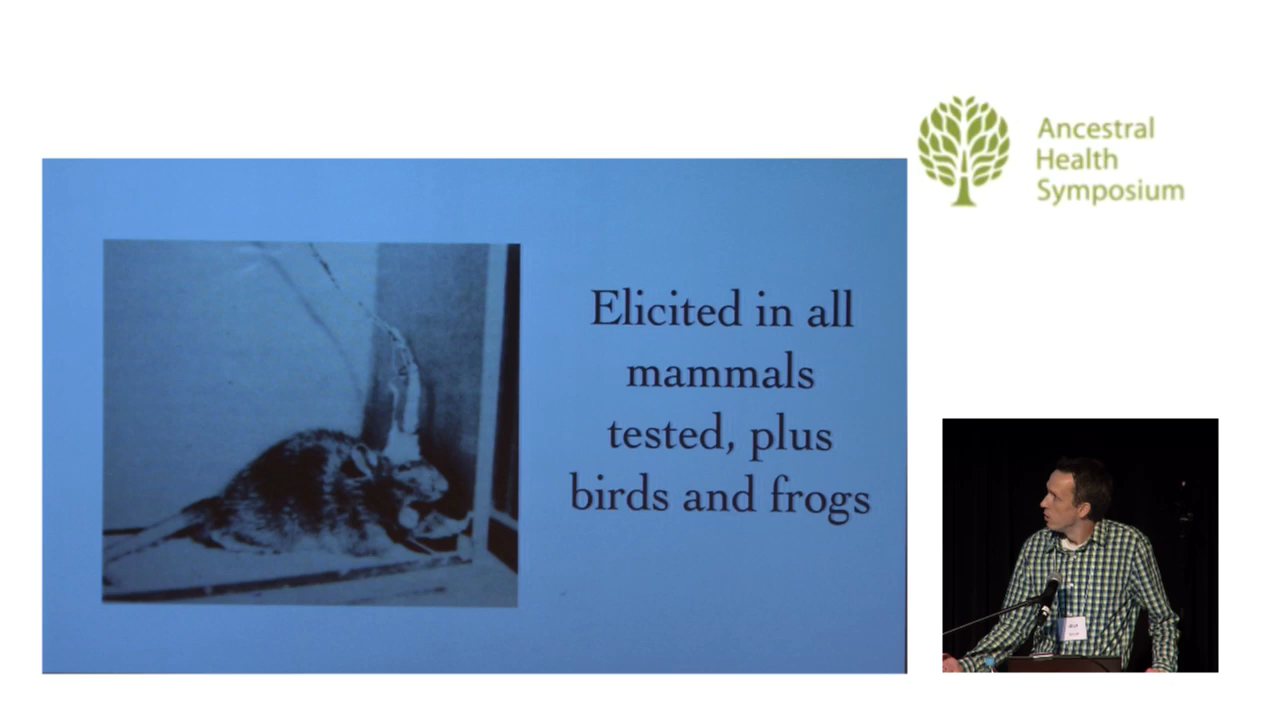 Ancestral
Health
Symposium
Elicited in all
mammals
tested, plus
birds and frogs